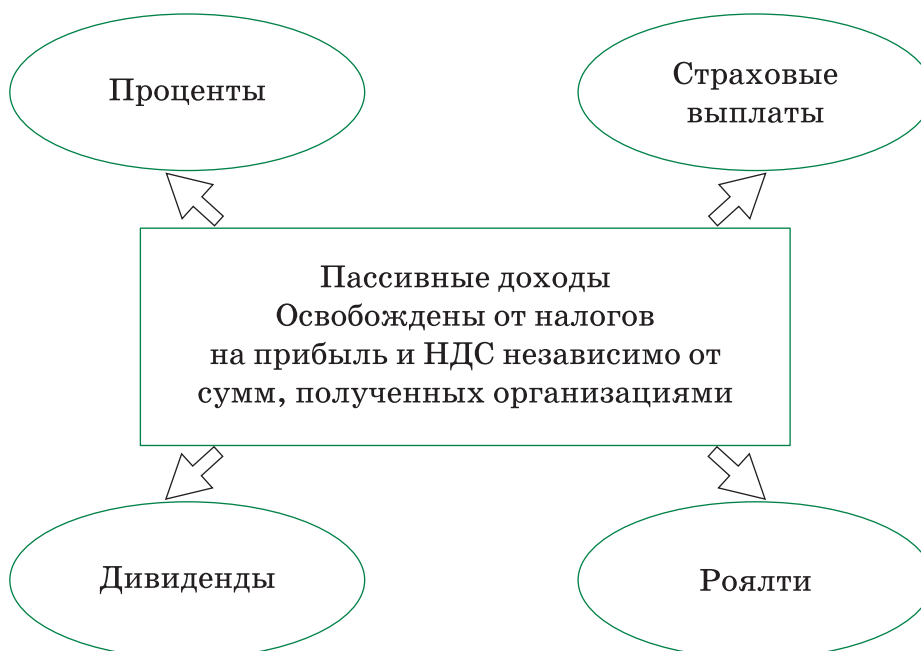 Проценты
Страховые
выплаты
Пассивные доходы
Освобождены от налогов
на прибыль и НДС независимо от
сумм, полученных организациями
Дивиденды
Роялти